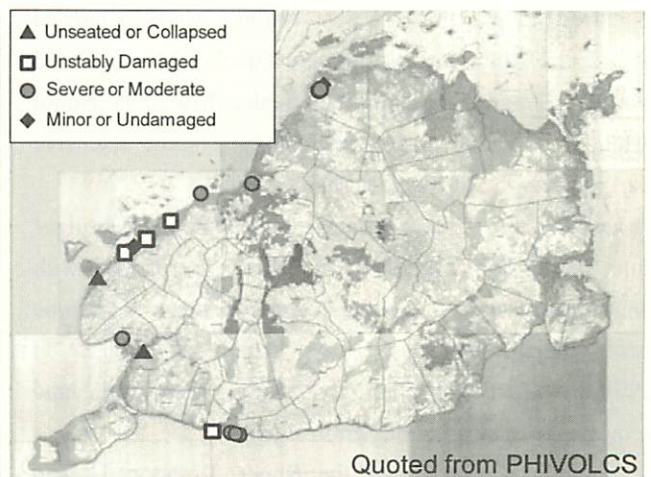 Unseated or Collapsed
Unstably Damaged
Severe or Moderate
Minor or Undamaged
Quoted from PHIVOLCS